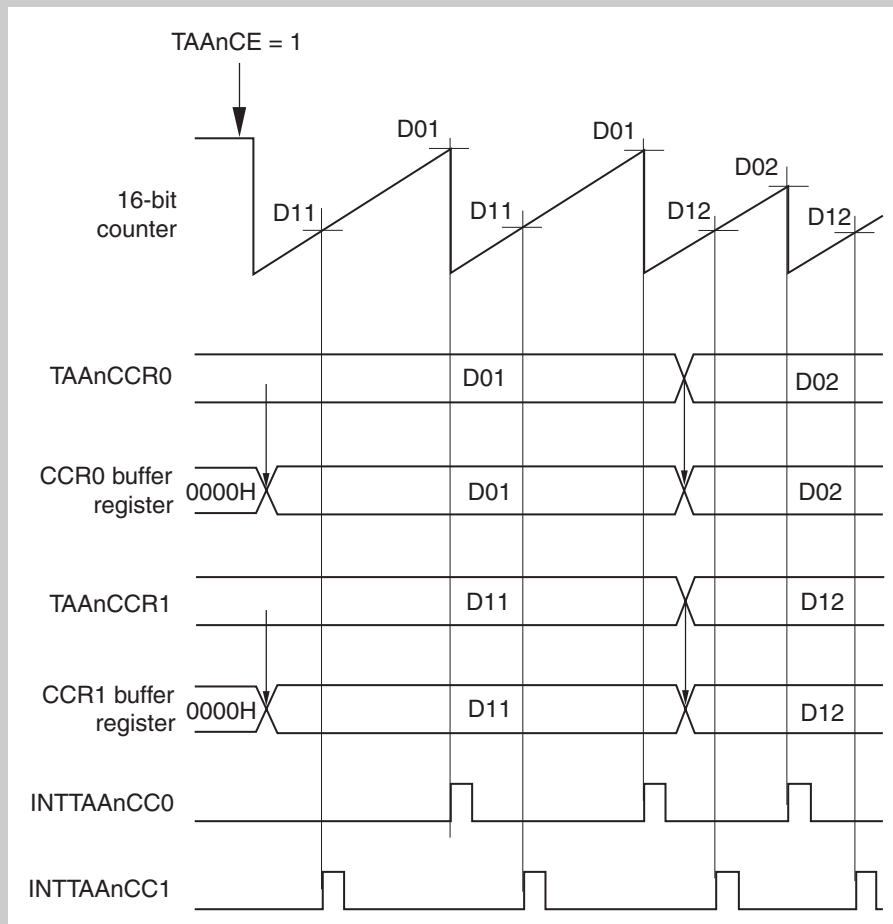 TAAnCE = 1
D01
D01
D02
D11
D11
D12
D12
16-bit
counter
TAAnCCR0
D01
D02
CCR0 buffer
register
0000H
D01
D02
TAAnCCR1
D11
D12
CCR1 buffer
register
0000H
D11
D12
INTTAAnCC0
INTTAAnCC1